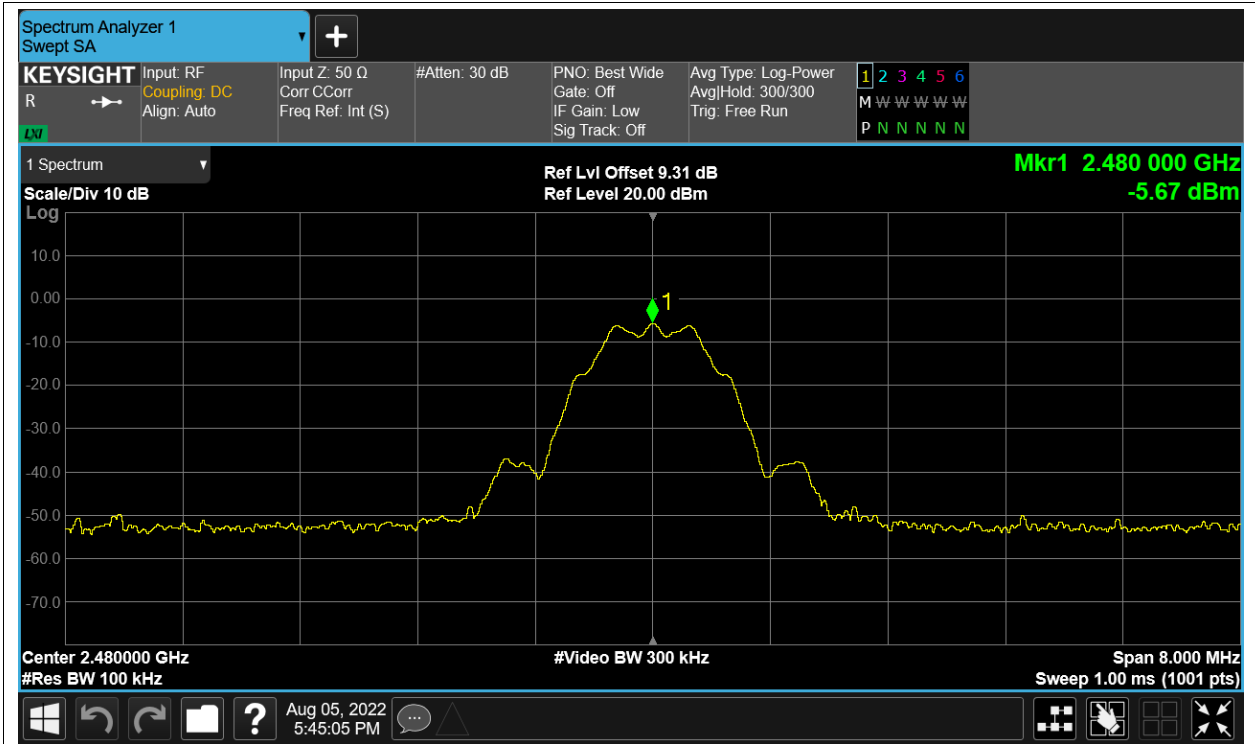 Spectrum Analyzer 1
Swept SA
KEYSIGHT
R
LXI
Input: RF
Coupling: DC
Align: Auto
Input Z: 50 Ω
Corr CCorr
Freq Ref: Int (S)
#Atten: 30 dB
PNO: Best Wide
Gate: Off
IF Gain: Low
Sig Track: Off
Avg Type: Log-Power
Avg|Hold: 300/300
Trig: Free Run
1 2 3 4 5 6
M W W W W W
P N N N N N
1 Spectrum
Scale/Div 10 dB
Ref Lvl Offset 9.31 dB
Ref Level 20.00 dBm
Mkr1 2.480 000 GHz
-5.67 dBm
Log
10.0
0.00
-10.0
-20.0
-30.0
-40.0
-50.0
-60.0
-70.0
1
Center 2.480000 GHz
#Video BW 300 kHz
Span 8.000 MHz
#Res BW 100 kHz
Sweep 1.00 ms (1001 pts)
?
Aug 05, 2022
5:45:05 PM